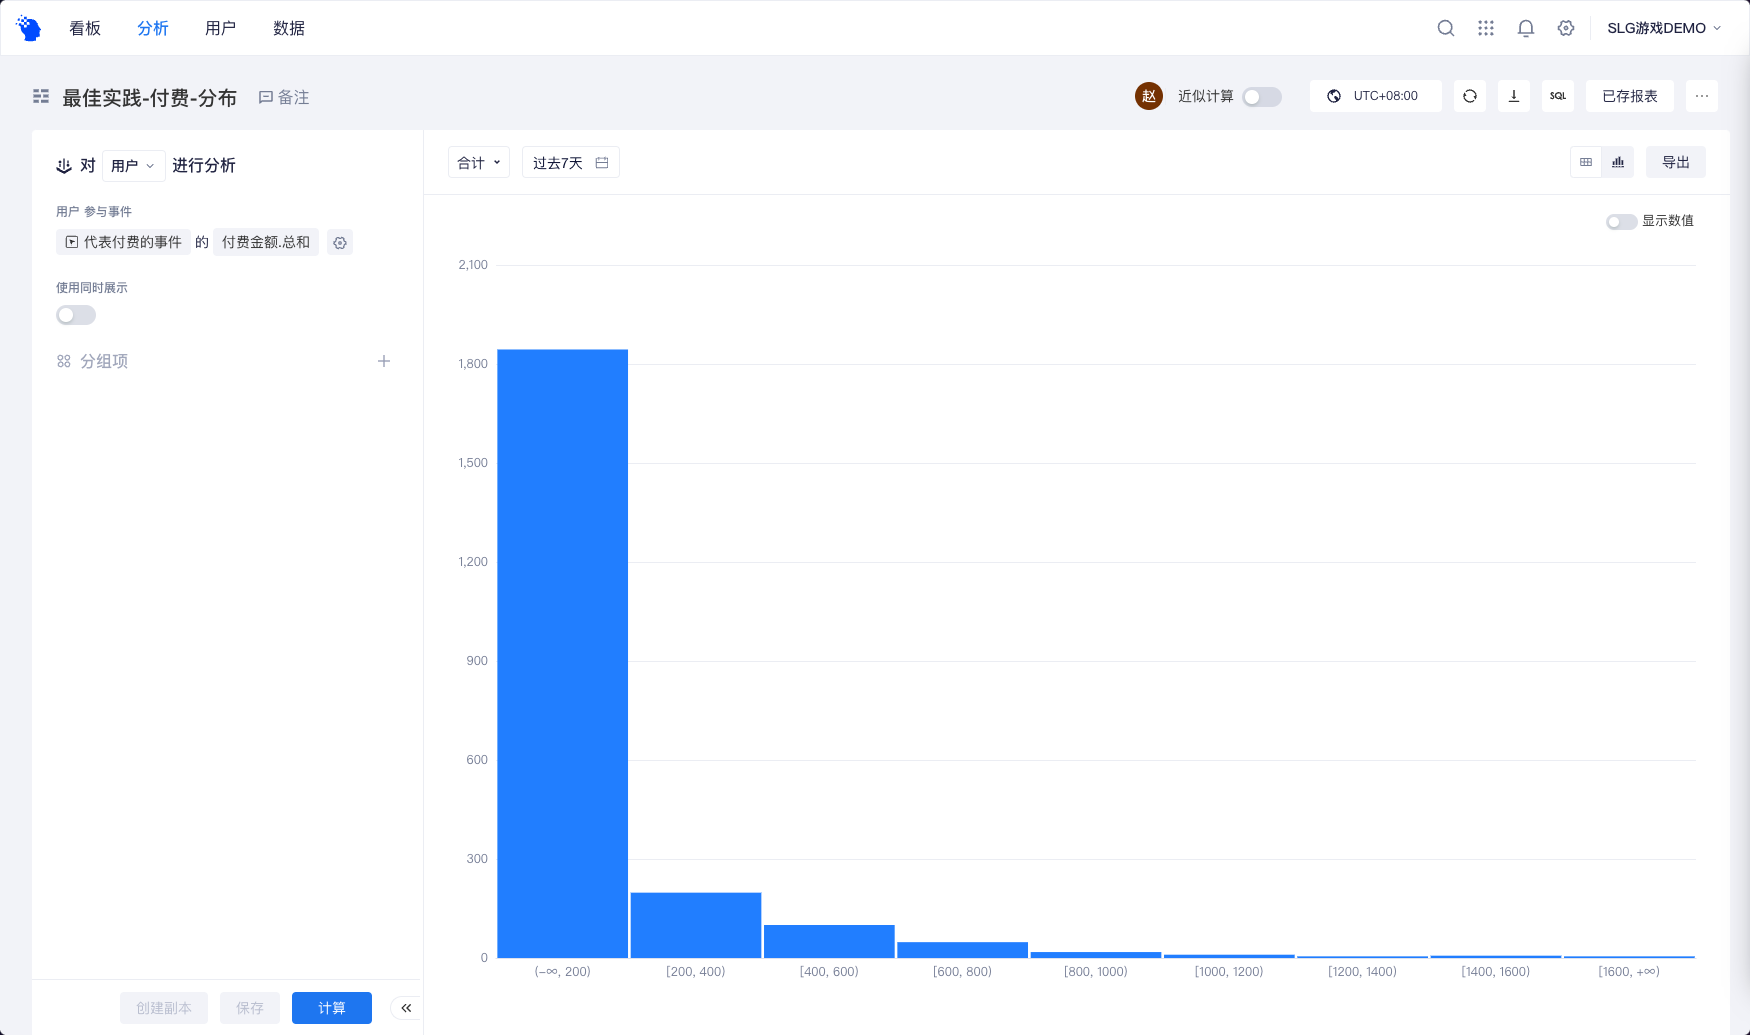 看板 分析 用户 数据 SLG游戏DEMO
最佳实践-付费-分布 备注 赵 近似计算 UTC+08:00 SQL 已存报表 ...
对 用户 进行分析
用户 参与事件
代表付费的事件 的 付费金额.总和
使用同时展示
分组项
创建副本 保存 计算
合计 过去7天 导出
显示数值
2,100
1,800
1,500
1,200
900
600
300
0
(-∞, 200) [200, 400) [400, 600) [600, 800) [800, 1000) [1000, 1200) [1200, 1400) [1400, 1600) [1600, +∞)